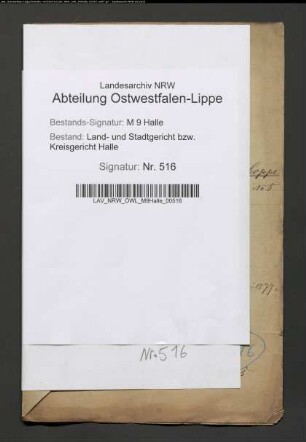 Landesarchiv NRW
Abteilung Ostwestfalen-Lippe
Bestands-Signatur: M 9 Halle
Bestand: Land- und Stadtgericht bzw.
Kreisgericht Halle
Signatur: Nr. 516
LAV_NRW_OWL_M9Halle_00516
Nr. 516